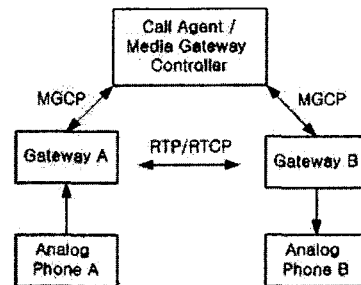 Call Agent /
Media Gateway
Controller
MGCP
MGCP
Gateway A
RTP/RTCP
Gateway B
Analog
Phone A
Analog
Phone B